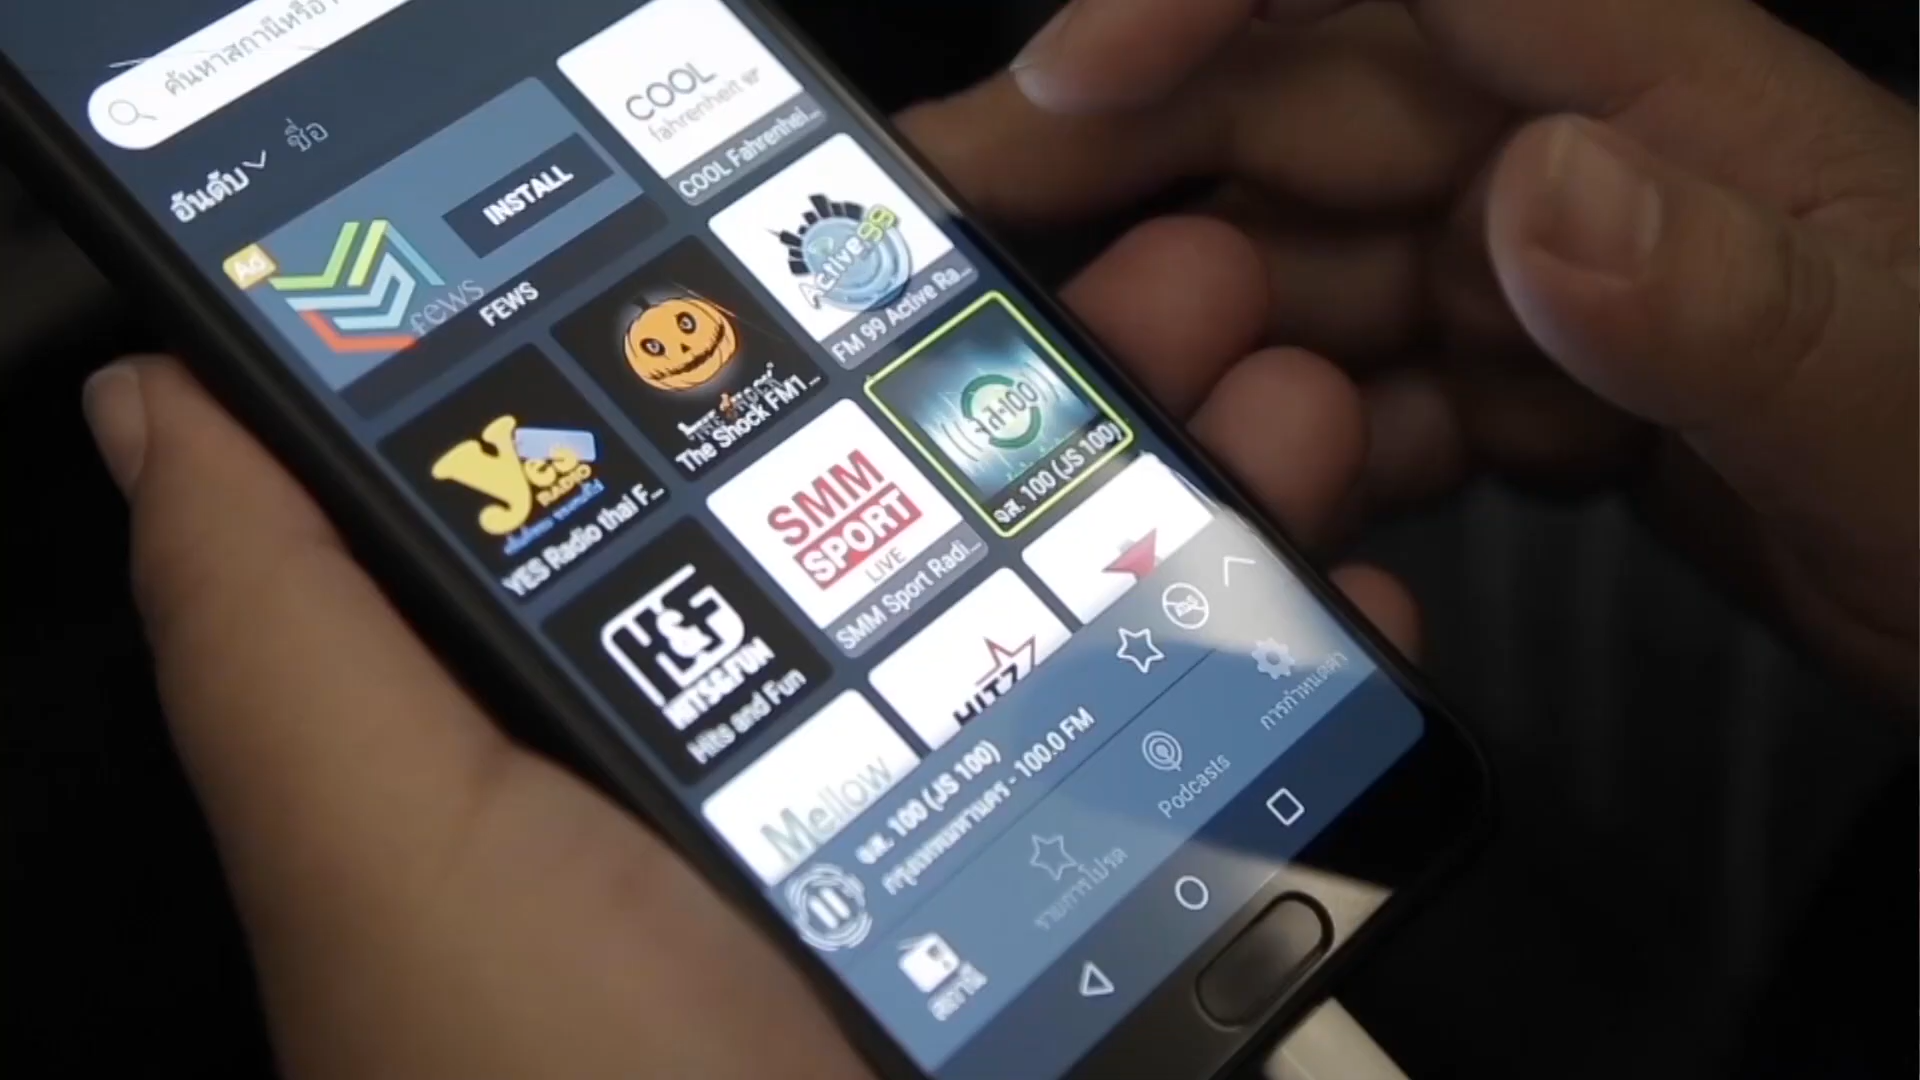 ค้นหาสถานีหรือ
อันดับ ชื่อ
Ad
fews
INSTALL
FEWS
COOL
fahrenheit
COOL Fahrenhei...
YES
RADIO
YES Radio thai F...
The Shock FM1...
Active 99
FM 99 Active Ra...
H&F
HITS&FUN
Hits and Fun
SMM
SPORT
LIVE
SMM Sport Radi...
จส.100
จส. 100 (JS 100)
Mellow
HITZ
จส. 100 (JS 100)
กรุงเทพมหานคร - 100.0 FM
สถานี
รายการโปรด
Podcasts
การกำหนดค่า